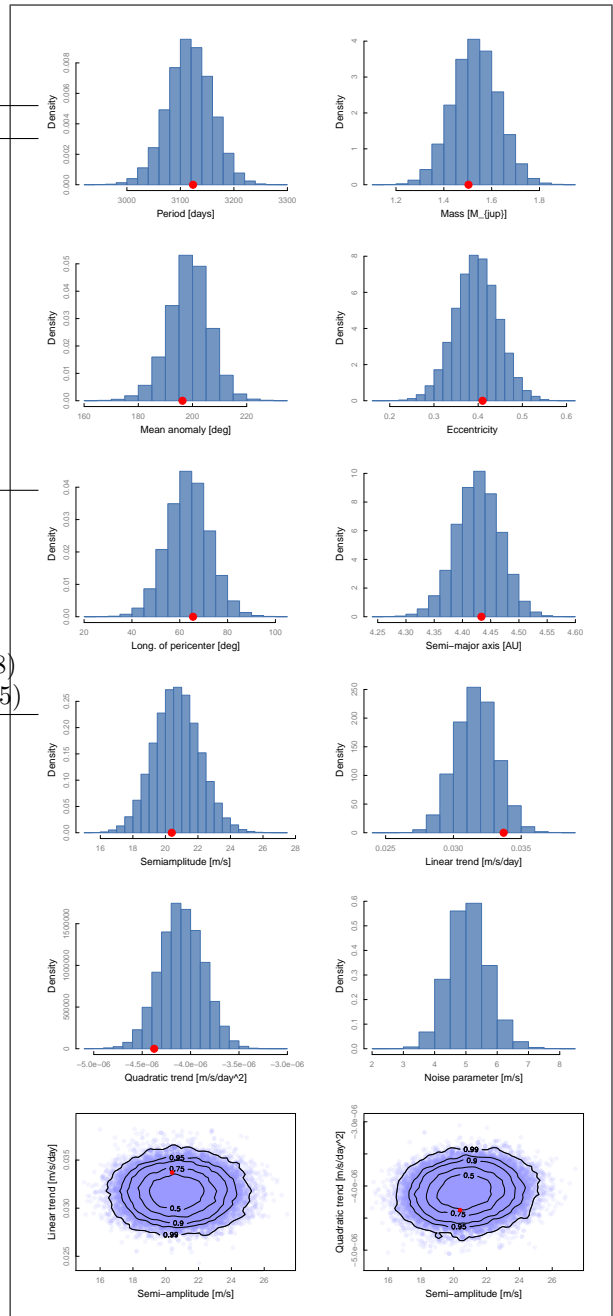 Density
0.000 0.002 0.004 0.006 0.008
3000 3100 3200 3300
Period [days]
Density
0 1 2 3 4
1.2 1.4 1.6 1.8
Mass [M_{jup}]
Density
0.00 0.01 0.02 0.03 0.04 0.05
160 180 200 220
Mean anomaly [deg]
Density
0 2 4 6 8
0.2 0.3 0.4 0.5 0.6
Eccentricity
Density
0.00 0.01 0.02 0.03 0.04
20 40 60 80 100
Long. of pericenter [deg]
Density
0 2 4 6 8 10
4.25 4.30 4.35 4.40 4.45 4.50 4.55 4.60
Semi-major axis [AU]
8)
5)
Density
0.00 0.05 0.10 0.15 0.20 0.25
16 18 20 22 24 26 28
Semiamplitude [m/s]
Density
0 50 100 150 200 250
0.025 0.030 0.035
Linear trend [m/s/day]
Density
0 500000 1000000 1500000
-5.0e-06 -4.5e-06 -4.0e-06 -3.5e-06 -3.0e-06
Quadratic trend [m/s/day^2]
Density
0.0 0.1 0.2 0.3 0.4 0.5 0.6
2 3 4 5 6 7 8
Noise parameter [m/s]
Linear trend [m/s/day]
0.025 0.030 0.035
0.95
0.75
0.5
0.9
0.99
16 18 20 22 24 26
Semi-amplitude [m/s]
Quadratic trend [m/s/day^2]
-5.0e-06 -4.0e-06 -3.0e-06
0.99
0.9
0.5
0.75
0.95
16 18 20 22 24 26
Semi-amplitude [m/s]